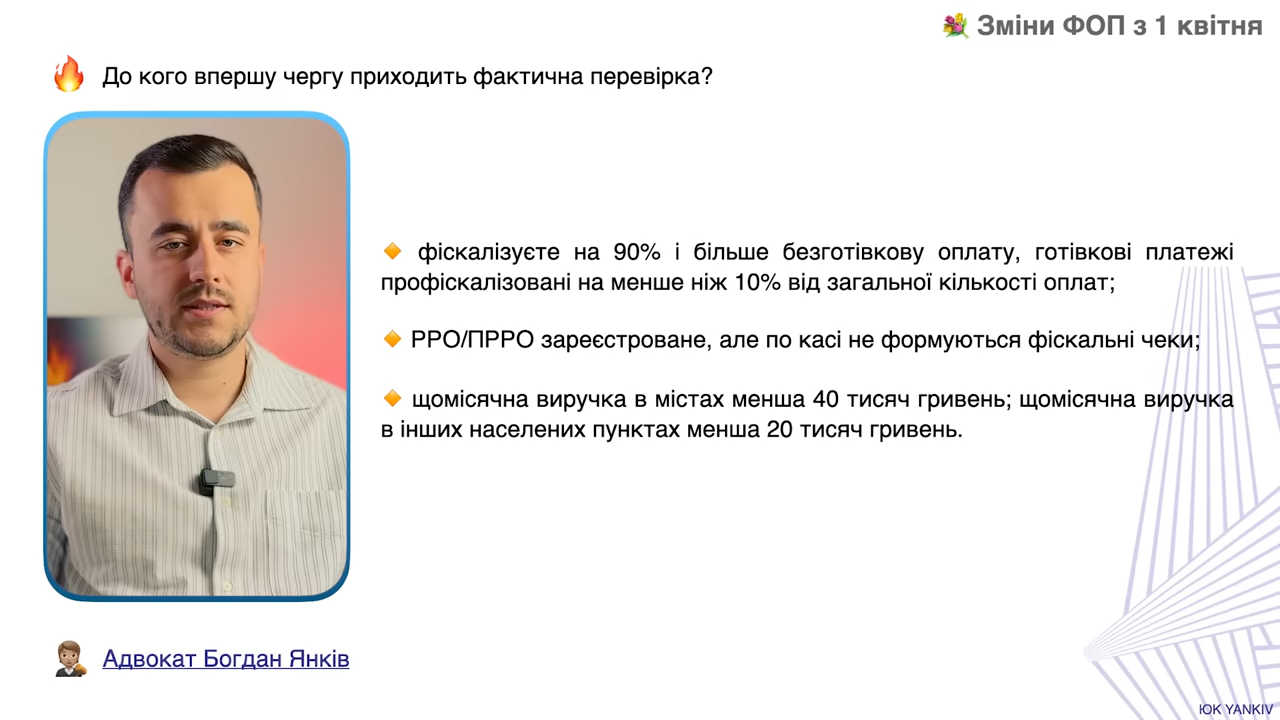 💐 Зміни ФОП з 1 квітня
🔥 До кого впершу чергу приходить фактична перевірка?
🔸 фіскалізуєте на 90% і більше безготівкову оплату, готівкові платежі
профіскалізовані на менше ніж 10% від загальної кількості оплат;
🔸 РРО/ПРРО зареєстроване, але по касі не формуються фіскальні чеки;
🔸 щомісячна виручка в містах менша 40 тисяч гривень; щомісячна виручка
в інших населених пунктах менша 20 тисяч гривень.
Адвокат Богдан Янків
ЮК YANKIV